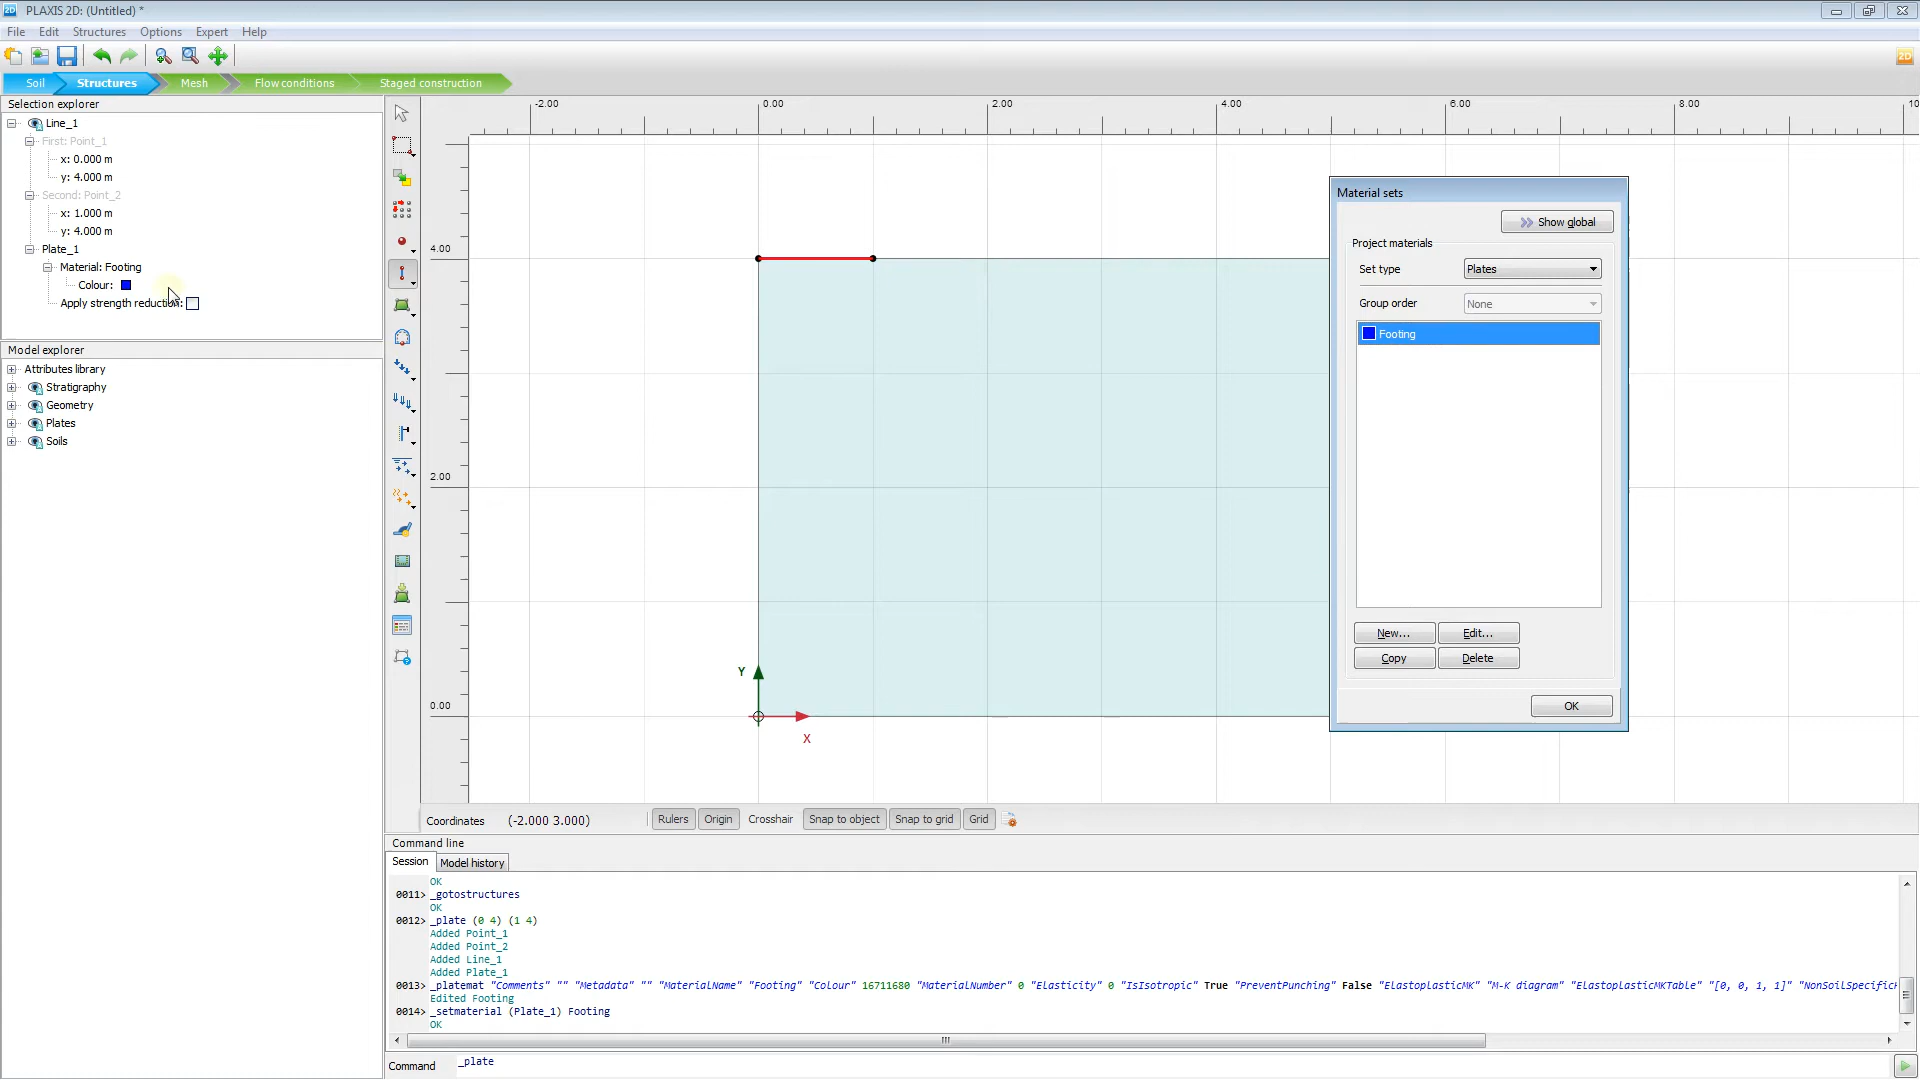 PLAXIS 2D: (Untitled) *
File Edit Structures Options Expert Help
Soil Structures Mesh Flow conditions Staged construction
Selection explorer
Line_1
First: Point_1
x: 0.000 m
y: 4.000 m
Second: Point_2
x: 1.000 m
y: 4.000 m
Plate_1
Material: Footing
Colour:
Apply strength reduction:
Model explorer
Attributes library
Stratigraphy
Geometry
Plates
Soils
-2.00 0.00 2.00 4.00 6.00 8.00 10
4.00
2.00
0.00
Y
X
Material sets
Show global
Project materials
Set type Plates
Group order None
Footing
New... Edit...
Copy Delete
OK
Coordinates (-2.000 3.000) Rulers Origin Crosshair Snap to object Snap to grid Grid
Command line
Session Model history
OK
0011> _gotostructures
OK
0012> _plate (0 4) (1 4)
Added Point_1
Added Point_2
Added Line_1
Added Plate_1
0013> _platemat "Comments" "" "Metadata" "" "MaterialName" "Footing" "Colour" 16711680 "MaterialNumber" 0 "Elasticity" 0 "IsIsotropic" True "PreventPunching" False "ElastoplasticMK" "M-K diagram" "ElastoplasticMKTable" "[0, 0, 1, 1]"
Edited Footing
0014> _setmaterial (Plate_1) Footing
OK
Command _plate